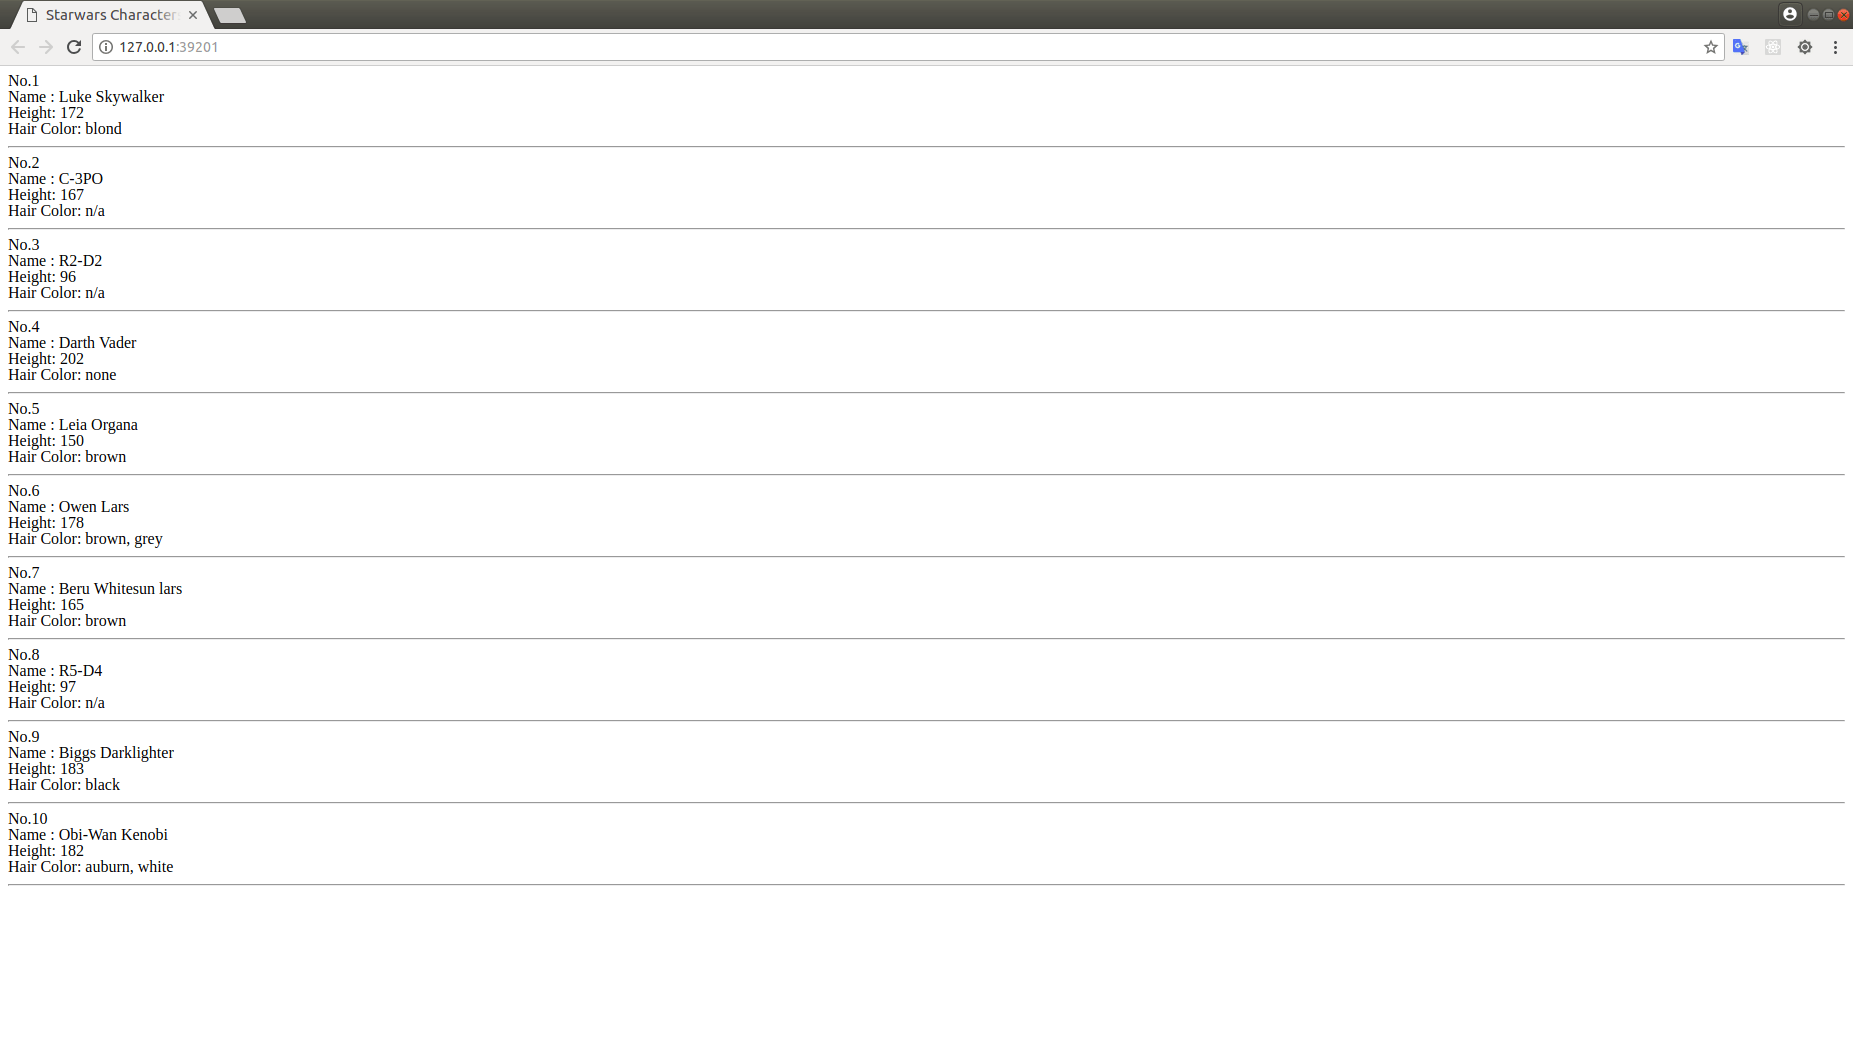 Starwars Character
127.0.0.1:39201
No.1
Name : Luke Skywalker
Height: 172
Hair Color: blond
No.2
Name : C-3PO
Height: 167
Hair Color: n/a
No.3
Name : R2-D2
Height: 96
Hair Color: n/a
No.4
Name : Darth Vader
Height: 202
Hair Color: none
No.5
Name : Leia Organa
Height: 150
Hair Color: brown
No.6
Name : Owen Lars
Height: 178
Hair Color: brown, grey
No.7
Name : Beru Whitesun lars
Height: 165
Hair Color: brown
No.8
Name : R5-D4
Height: 97
Hair Color: n/a
No.9
Name : Biggs Darklighter
Height: 183
Hair Color: black
No.10
Name : Obi-Wan Kenobi
Height: 182
Hair Color: auburn, white